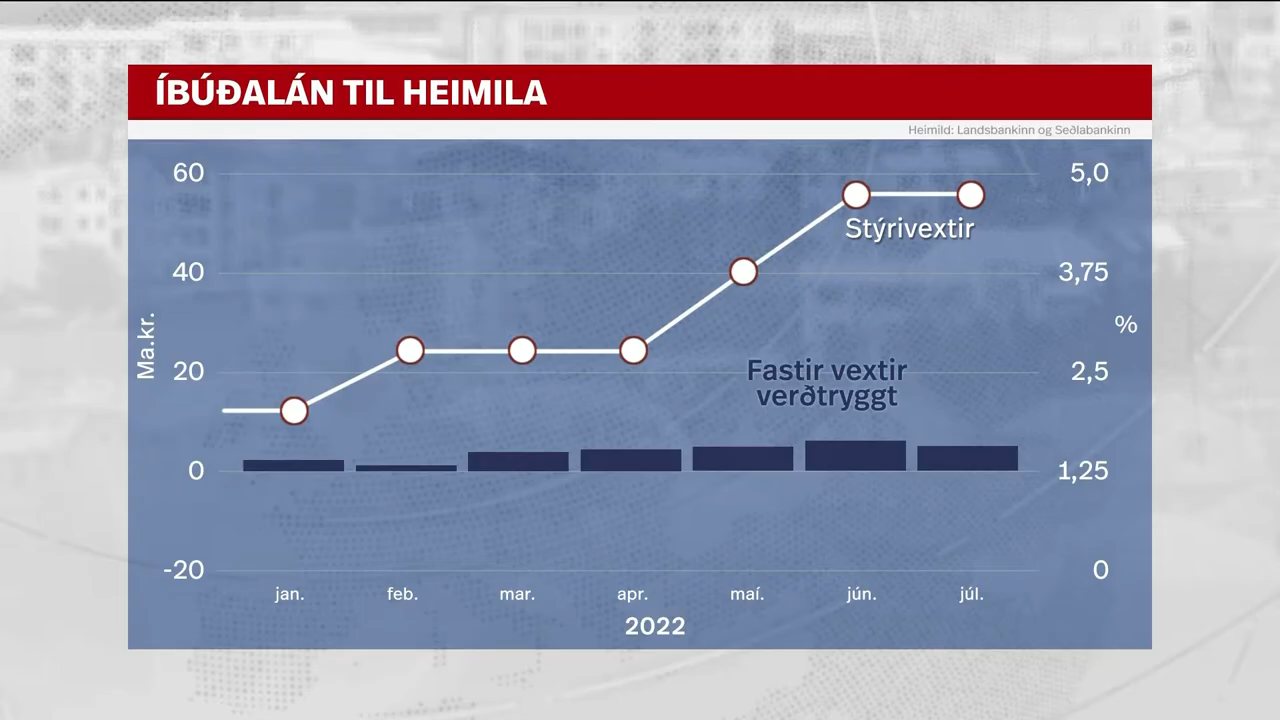 ÍBÚÐALÁN TIL HEIMILA
Heimild: Landsbankinn og Seðlabankinn
60
5,0
Stýrivextir
40
3,75
Ma.kr.
%
20
Fastir vextir
verðtryggt
2,5
0
1,25
-20
0
jan. feb. mar. apr. maí. jún. júl.
2022